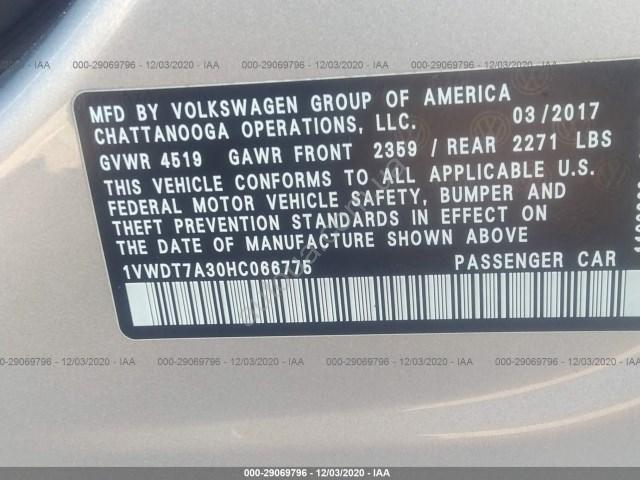 000-29069796 - 12/03/2020 - IAA
MFD BY VOLKSWAGEN GROUP OF AMERICA
CHATTANOOGA OPERATIONS, LLC. 03/2017
GVWR 4519 GAWR FRONT 2359 / REAR 2271 LBS
THIS VEHICLE CONFORMS TO ALL APPLICABLE U.S.
FEDERAL MOTOR VEHICLE SAFETY, BUMPER AND
THEFT PREVENTION STANDARDS IN EFFECT ON
THE DATE OF MANUFACTURE SHOWN ABOVE
1VWDT7A30HC066775 PASSENGER CAR
000-29069796 - 12/03/2020 - IAA
000-29069796 - 12/03/2020 - IAA